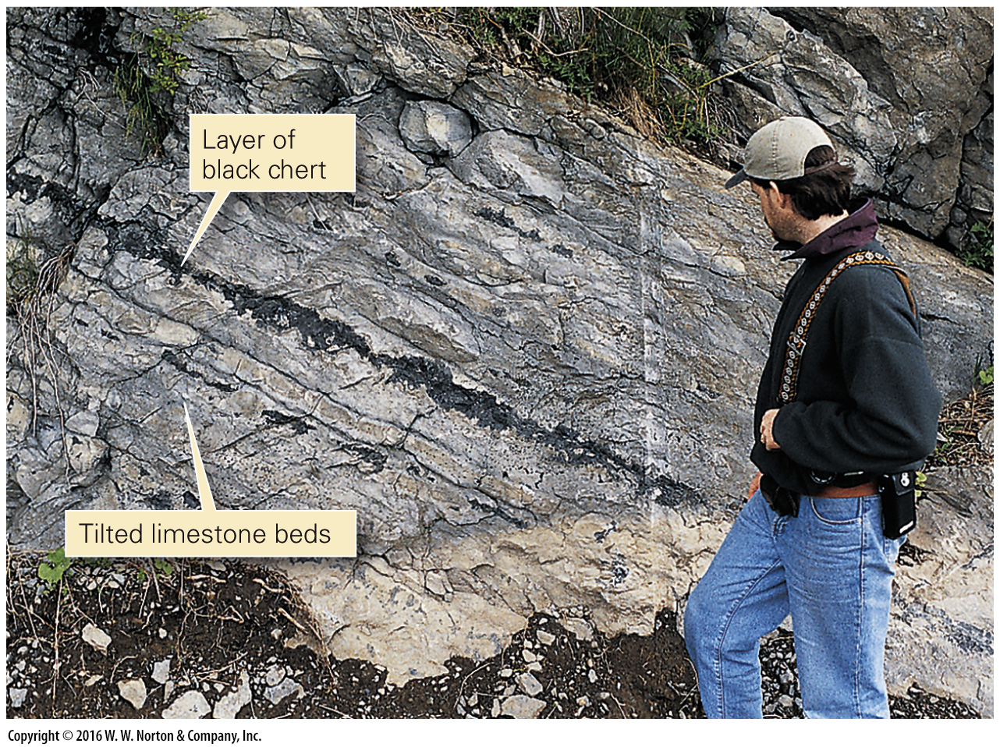 Layer of
black chert
Tilted limestone beds
Copyright © 2016 W. W. Norton & Company, Inc.